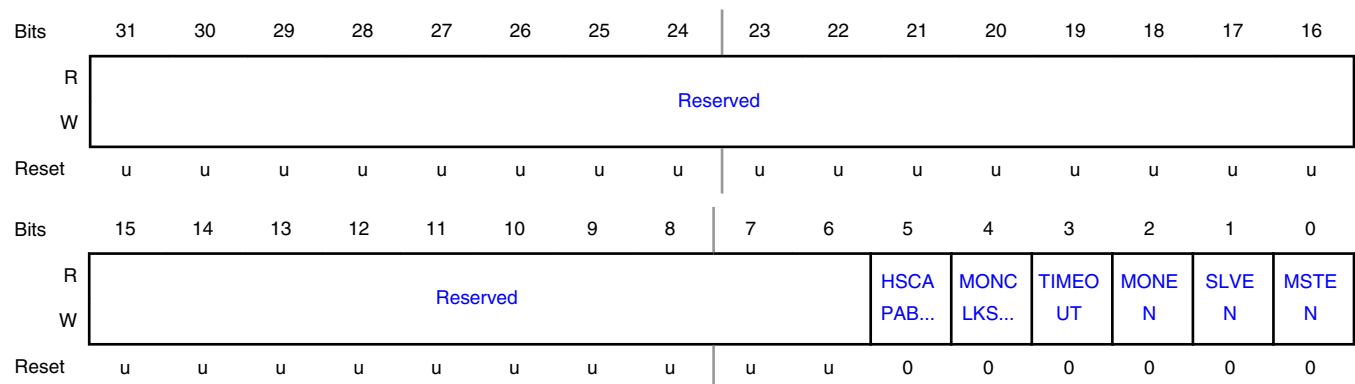 Bits 31 30 29 28 27 26 25 24 23 22 21 20 19 18 17 16
R
Reserved
W
Reset u u u u u u u u u u u u u u u u
Bits 15 14 13 12 11 10 9 8 7 6 5 4 3 2 1 0
R HSCA MONC TIMEO MONE SLVE MSTE
Reserved
W PAB... LKS... UT N N N
Reset u u u u u u u u u u 0 0 0 0 0 0